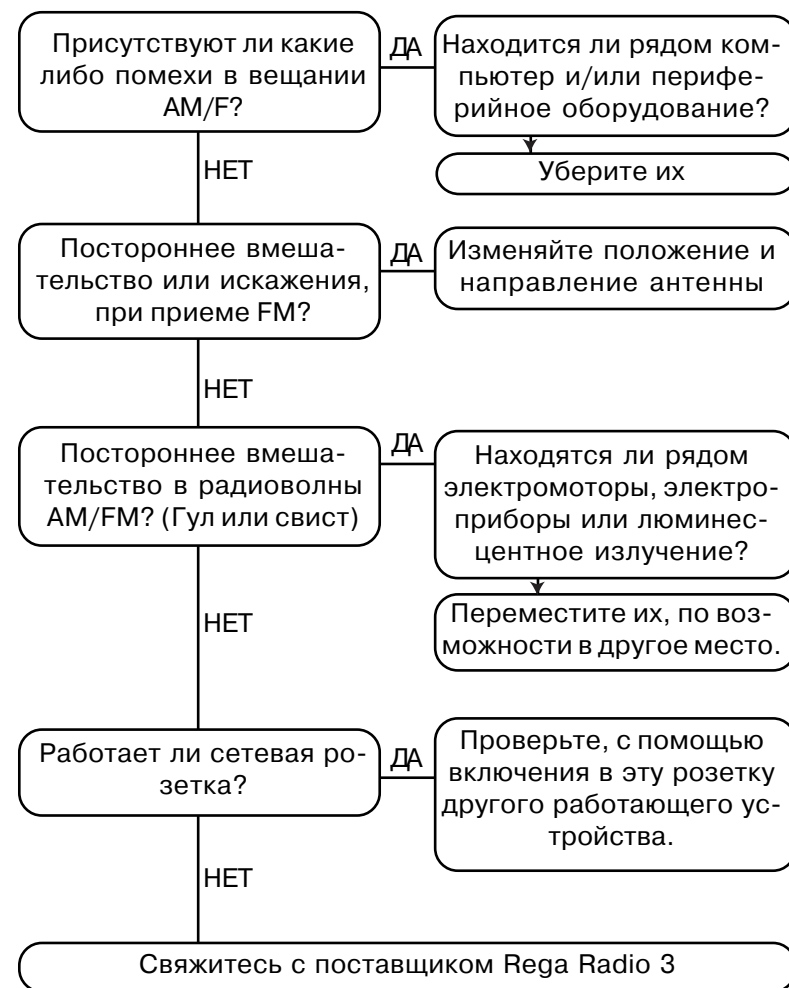 Присутствуют ли какие
либо помехи в вещании
AM/F?
ДА
Находится ли рядом ком-
пьютер и/или перифе-
рийное оборудование?
Уберите их
НЕТ
Постороннее вмеша-
тельство или искажения,
при приеме FM?
ДА
Изменяйте положение и
направление антенны
НЕТ
Постороннее вмеша-
тельство в радиоволны
AM/FM? (Гул или свист)
ДА
Находятся ли рядом
электромоторы, электро-
приборы или люминес-
центное излучение?
Переместите их, по воз-
можности в другое место.
НЕТ
Работает ли сетевая ро-
зетка?
ДА
Проверьте, с помощью
включения в эту розетку
другого работающего ус-
тройства.
НЕТ
Свяжитесь с поставщиком Rega Radio 3